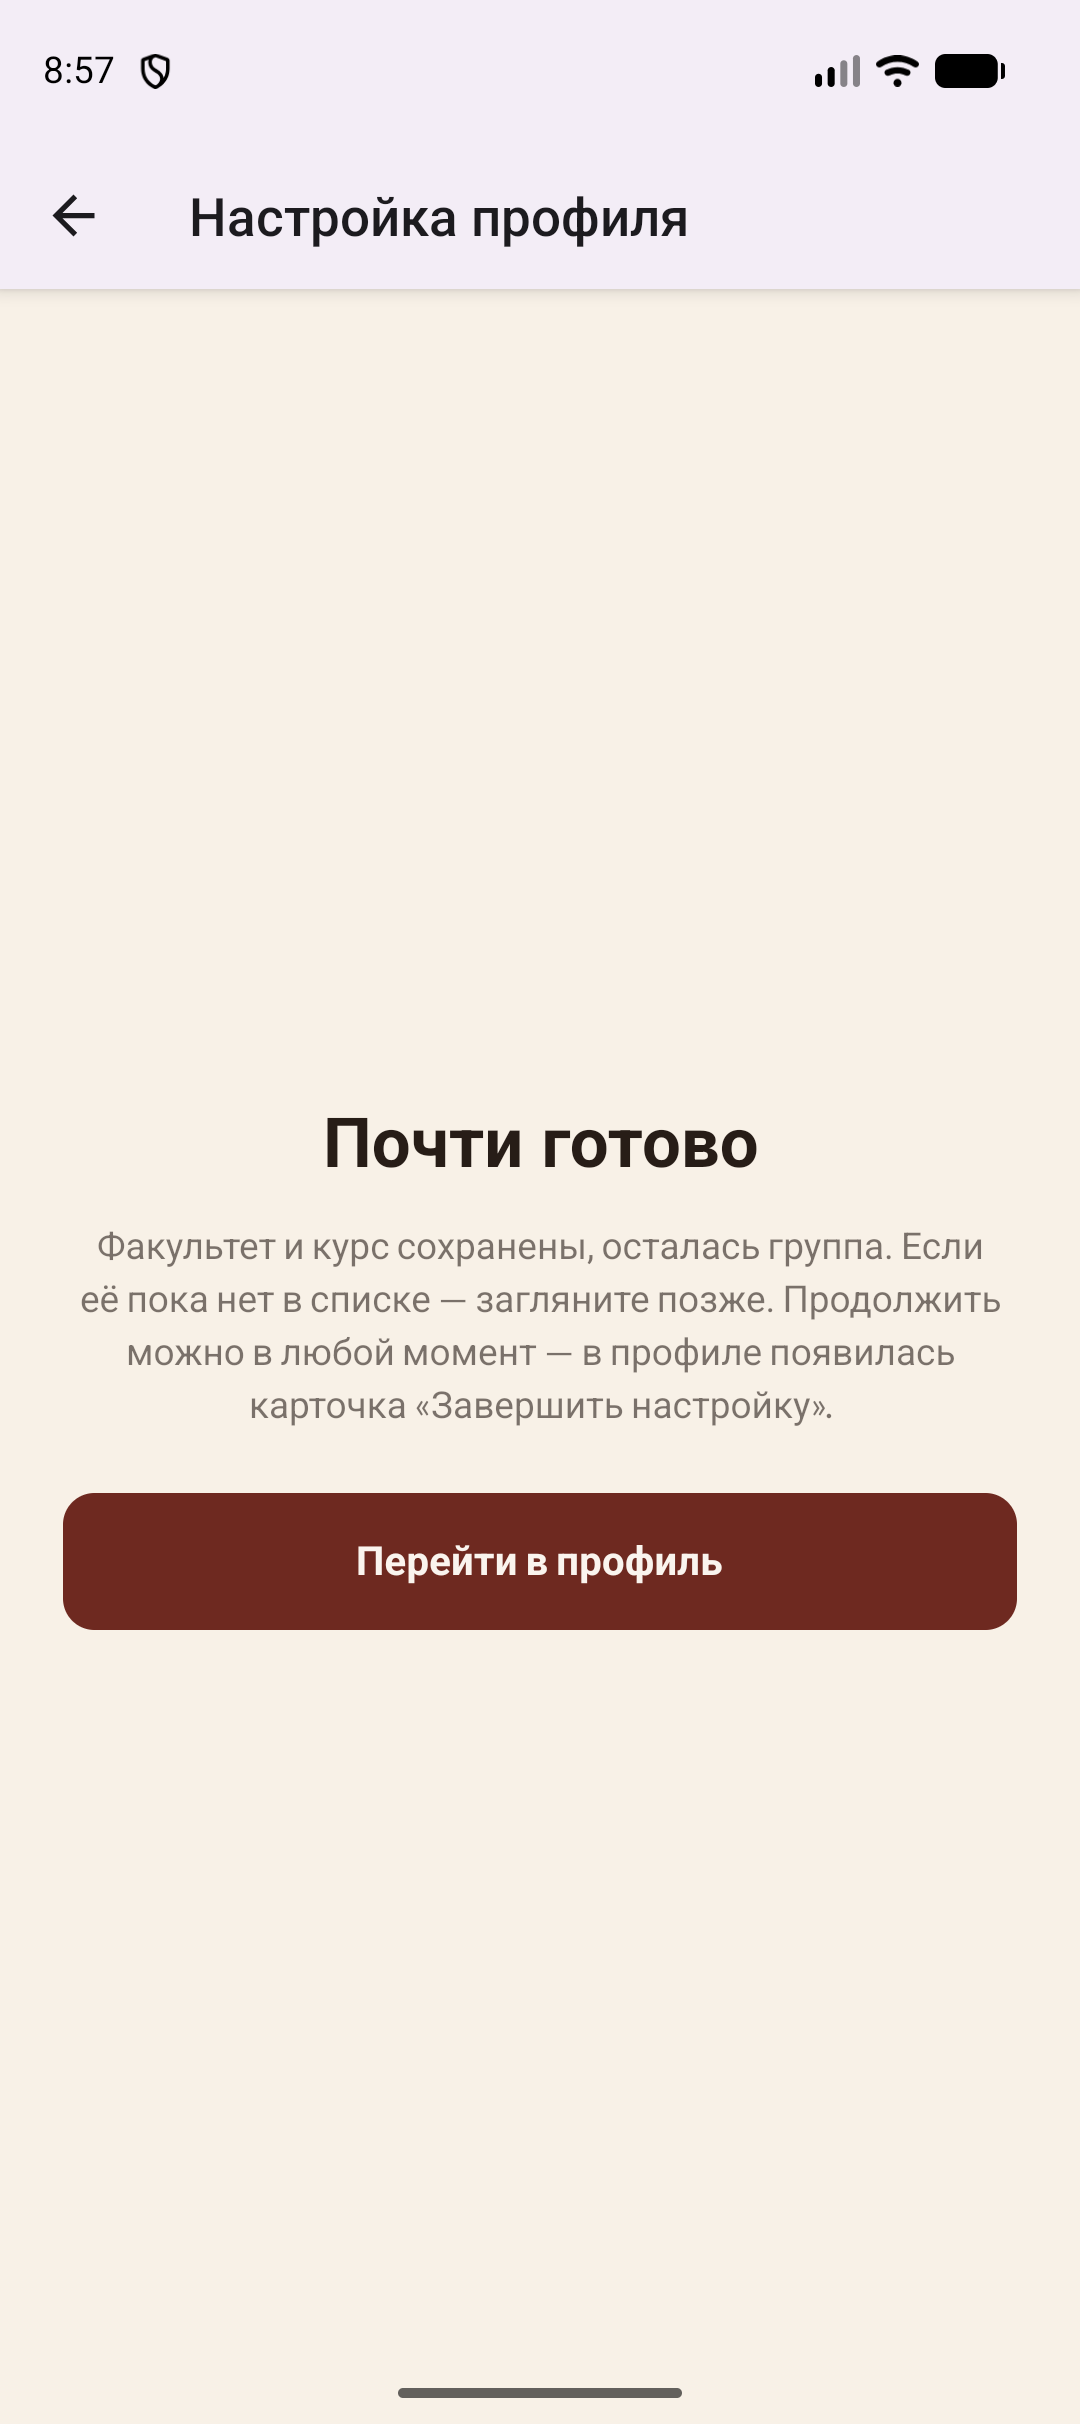 8:57
Настройка профиля
Почти готово
Факультет и курс сохранены, осталась группа. Если
её пока нет в списке — загляните позже. Продолжить
можно в любой момент — в профиле появилась
карточка «Завершить настройку».
Перейти в профиль